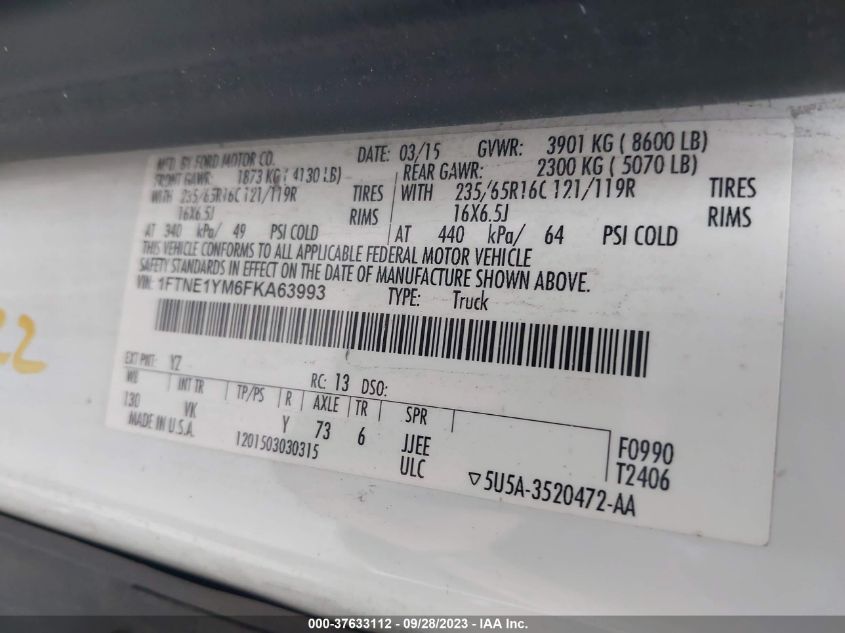 MFD. BY FORD MOTOR CO. DATE: 03/15 GVWR: 3901 KG ( 8600 LB)
FRONT GAWR: 1873 KG ( 4130 LB) REAR GAWR: 2300 KG ( 5070 LB)
WITH 235/65R16C 121/119R TIRES WITH 235/65R16C 121/119R TIRES
16X6.5J RIMS 16X6.5J RIMS
AT 340 kPa/ 49 PSI COLD AT 440 kPa/ 64 PSI COLD
THIS VEHICLE CONFORMS TO ALL APPLICABLE FEDERAL MOTOR VEHICLE
SAFETY STANDARDS IN EFFECT ON THE DATE OF MANUFACTURE SHOWN ABOVE.
VIN: 1FTNE1YM6FKA63993 TYPE: Truck
22
EXT PNT: YZ RC: 13 DSO:
WB INT TR TP/PS R AXLE TR SPR
130 VK Y 73 6 JJEE F0990
MADE IN U.S.A. 1201503030315 ULC T2406
▽5U5A-3520472-AA
000-37633112 - 09/28/2023 - IAA Inc.